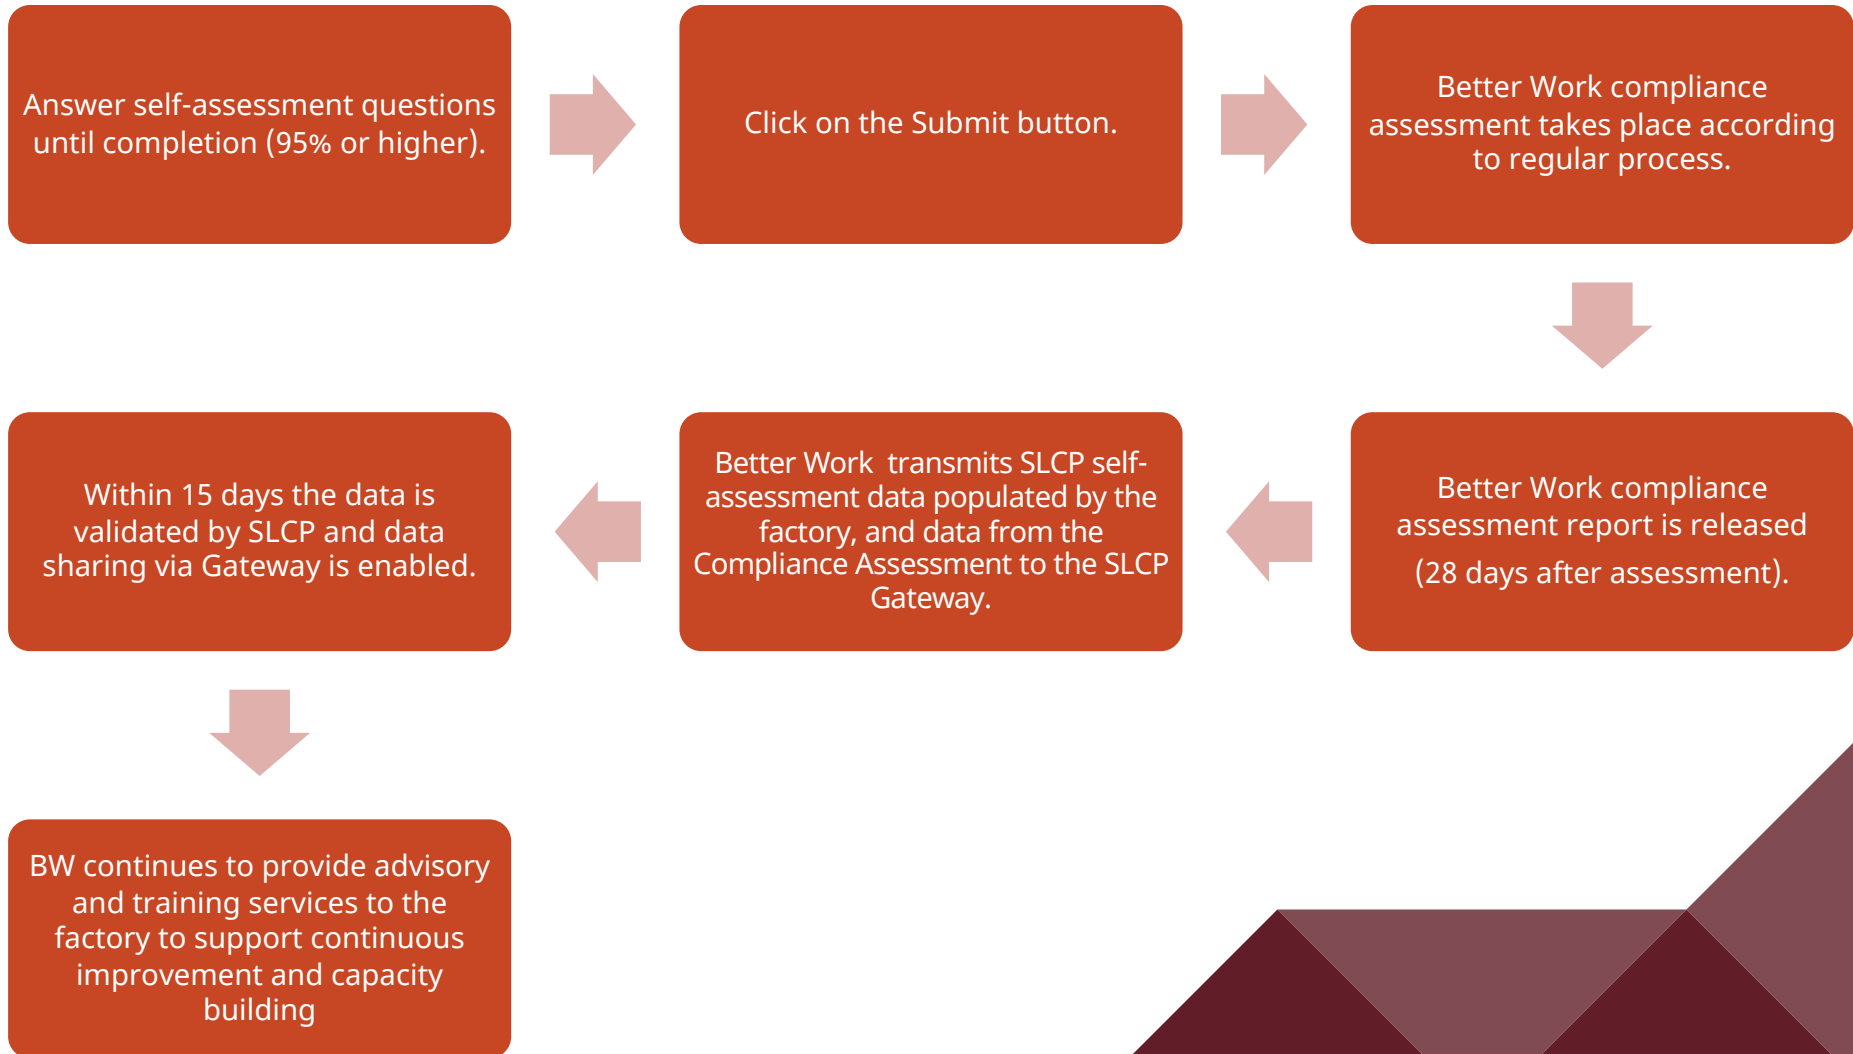 Answer self-assessment questions
until completion (95% or higher).
Click on the Submit button.
Better Work compliance
assessment takes place according
to regular process.
Better Work compliance
assessment report is released
(28 days after assessment).
Better Work transmits SLCP self-
assessment data populated by the
factory, and data from the
Compliance Assessment to the SLCP
Gateway.
Within 15 days the data is
validated by SLCP and data
sharing via Gateway is enabled.
BW continues to provide advisory
and training services to the
factory to support continuous
improvement and capacity
building